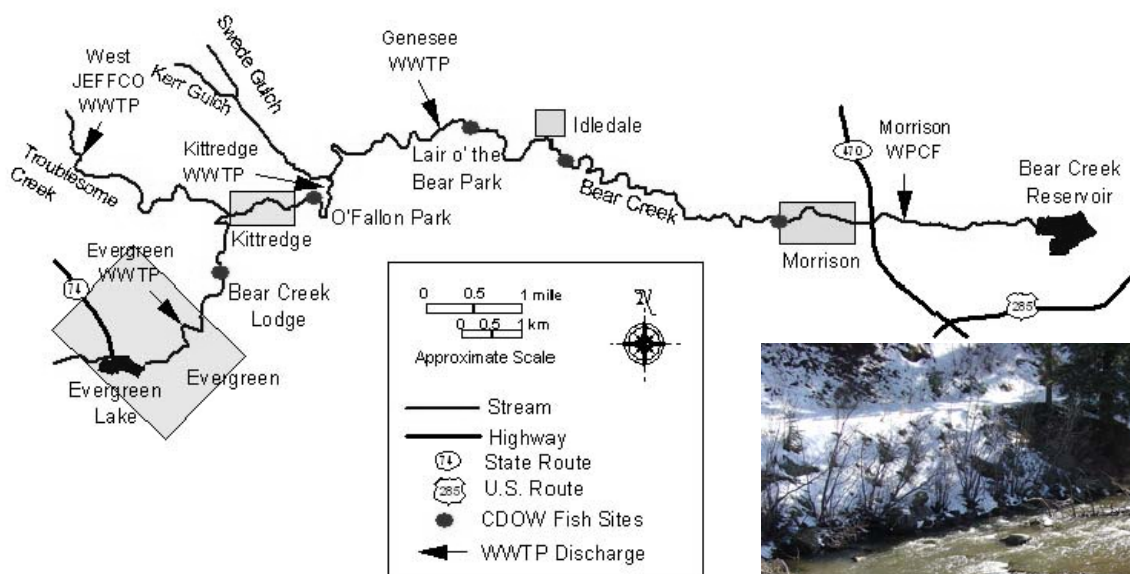 West
JEFFCO
WWTP
Swede Gulch
Kerr Gulch
Genesee
WWTP
Idledale
470
Morrison
WPCF
Bear Creek
Reservoir
Troublesome
Creek
Kittredge
WWTP
Lair o' the
Bear Park
Bear Creek
O'Fallon Park
Kittredge
Morrison
Evergreen
WWTP
74
Bear Creek
Lodge
285
Evergreen
Evergreen
Lake
0 0.5 1 mile
0 0.5 1 km
Approximate Scale
N
Stream
Highway
74 State Route
285 U.S. Route
CDOW Fish Sites
WWTP Discharge